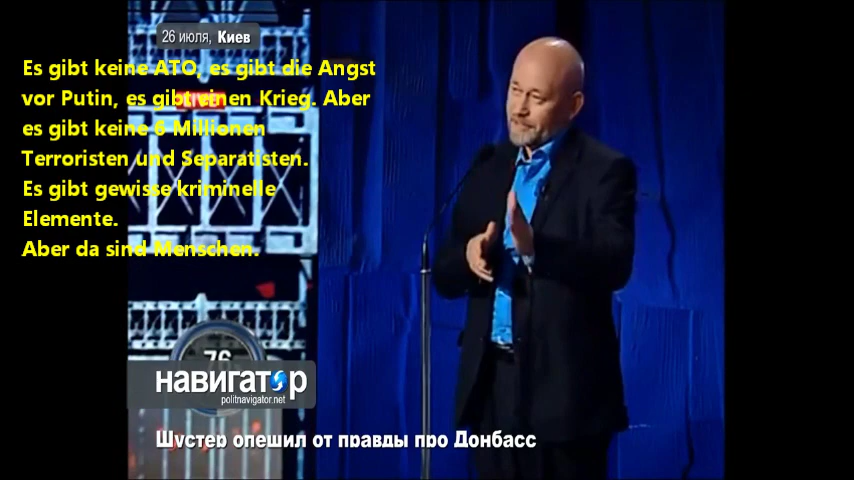 26 июля, Киев
Es gibt keine ATO, es gibt die Angst
vor Putin, es gibt einen Krieg. Aber
es gibt keine 6 Millionen
Terroristen und Separatisten.
Es gibt gewisse kriminelle
Elemente.
Aber da sind Menschen.
76
навигатор
politnavigator.net
Шустер опешил от правды про Донбасс